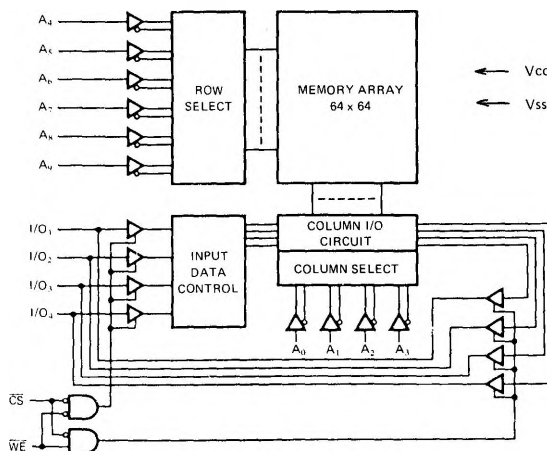 A4
A5
A6
A7
A8
A9
ROW
SELECT
MEMORY ARRAY
64 x 64
Vcc
Vss
I/O1
I/O2
I/O3
I/O4
INPUT
DATA
CONTROL
COLUMN I/O
CIRCUIT
COLUMN SELECT
A0 A1 A2 A3
CS
WE